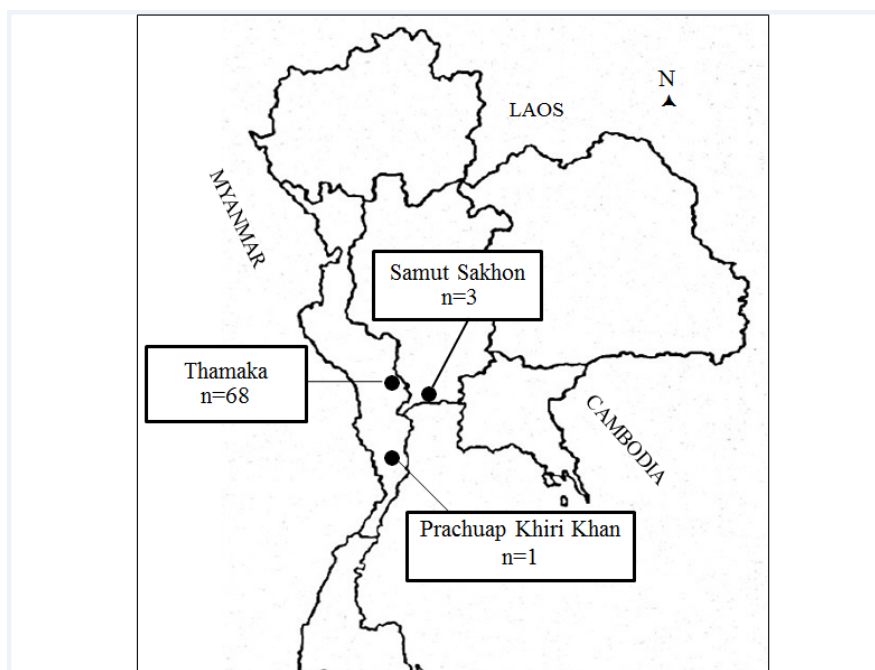 N
LAOS
MYANMAR
Samut Sakhon
n=3
Thamaka
n=68
CAMBODIA
Prachuap Khiri Khan
n=1